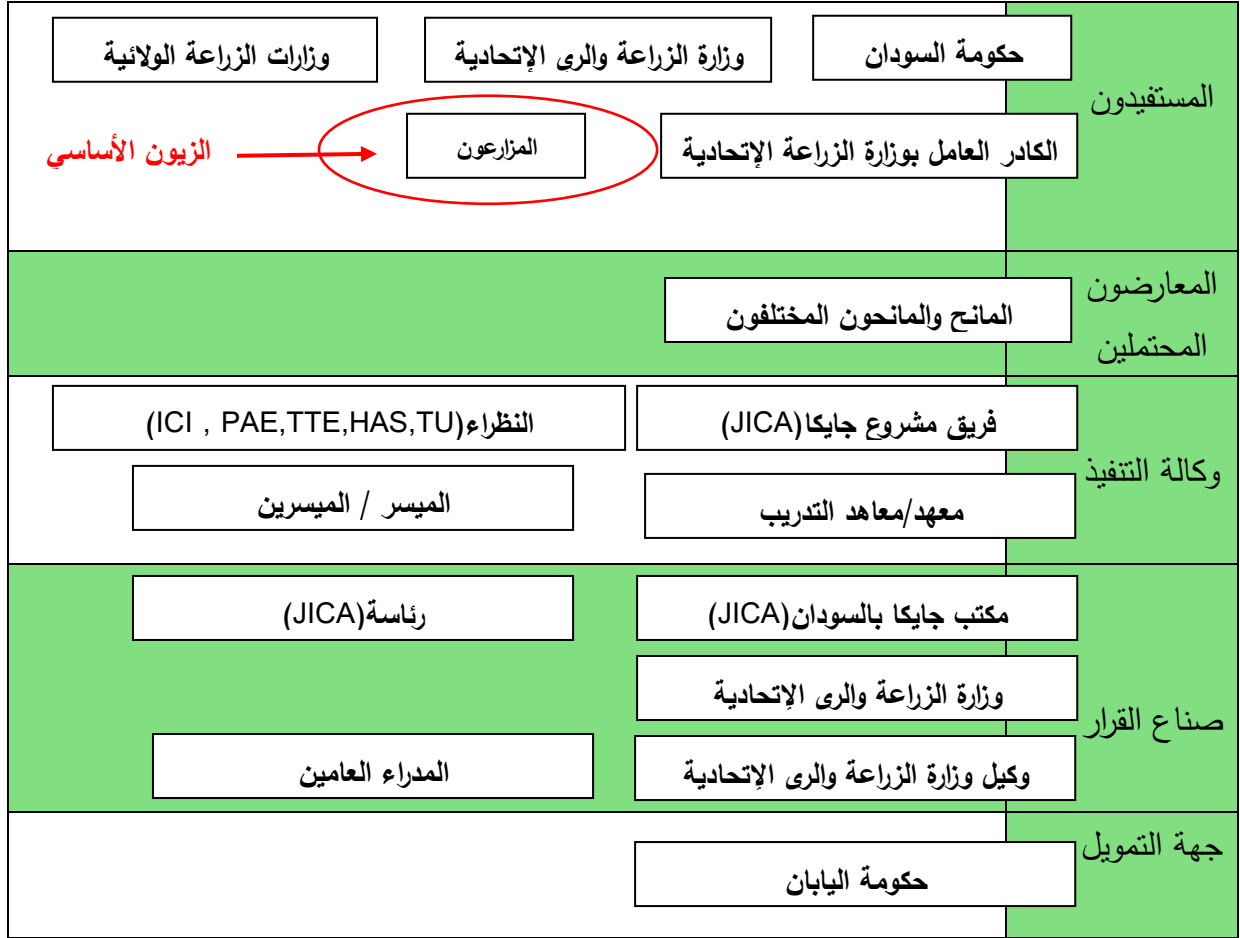 المستفيدون
حكومة السودان
وزارة الزراعة والرى الإتحادية
وزارات الزراعة الولائية
الكادر العامل بوزارة الزراعة الإتحادية
المزارعون
الزيون الأساسي
المعارضون
المحتملين
المانح والمانحون المختلفون
وكالة التنفيذ
فريق مشروع جايكا(JICA)
النظراء(ICI , PAE,TTE,HAS,TU)
معهد/معاهد التدريب
الميسر / الميسرين
صناع القرار
مكتب جايكا بالسودان(JICA)
رئاسة(JICA)
وزارة الزراعة والرى الإتحادية
وكيل وزارة الزراعة والرى الإتحادية
المدراء العامين
جهة التمويل
حكومة اليابان